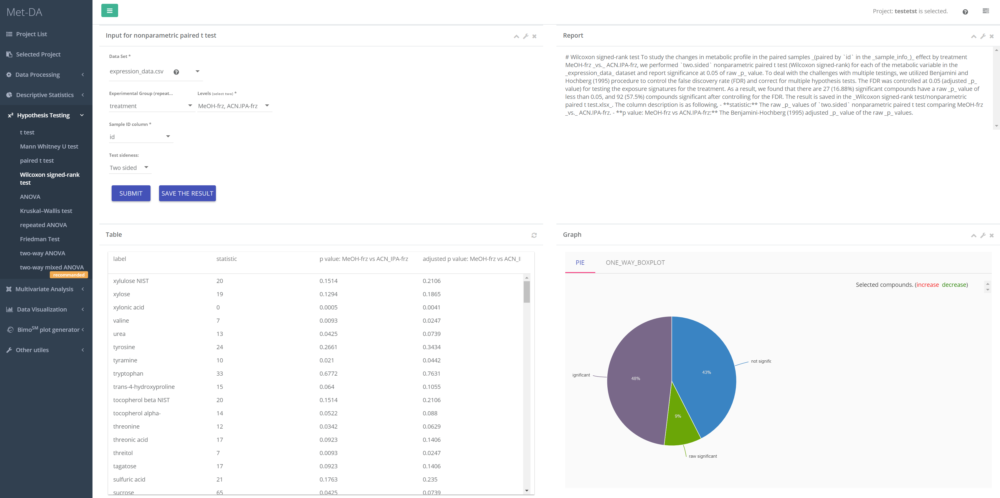 Met-DA
Project List
Selected Project
Data Processing
Descriptive Statistics
x² Hypothesis Testing
t test
Mann Whitney U test
paired t test
Wilcoxon signed-rank
test
ANOVA
Kruskal–Wallis test
repeated ANOVA
Friedman Test
two-way ANOVA
two-way mixed ANOVA
recommanded
Multivariate Analysis
Data Visualization
Bimo SM plot generator
Other utiles
Project: testetst is selected.
Input for nonparametric paired t test
Data Set *
expression_data.csv
Experimental Group (repeat... Levels (select two) *
treatment MeOH-frz, ACN.IPA-frz
Sample ID column *
id
Test sideness:
Two sided
SUBMIT SAVE THE RESULT
Report
# Wilcoxon signed-rank test To study the changes in metabolic profile in the paired samples _(paired by `id` in the _sample_info_)_ effect by treatment
MeOH-frz _vs._ ACN.IPA-frz, we performed `two.sided` nonparametric paired t test (Wilcoxon signed-rank) for each of the metabolic variable in the
_expression_data_ dataset and report significance at 0.05 of raw _p_ value. To deal with the challenges with multiple testings, we utilized Benjamini and
Hochberg (1995) procedure to control the false discovery rate (FDR) and correct for multiple hypothesis tests. The FDR was controlled at 0.05 (adjusted _p_
value) for testing the exposure signatures for the treatment. As a result, we found that there are 27 (16.88%) significant compounds have a raw _p_ value of
less than 0.05, and 92 (57.5%) compounds significant after controlling for the FDR. The result is saved in the _Wilcoxon signed-rank test/nonparametric
paired t test.xlsx_. The column description is as following, - **statistic:** The raw _p_ values of `two.sided` nonparametric paired t test comparing MeOH-frz
_vs._ ACN.IPA-frz. - **p value: MeOH-frz vs ACN.IPA-frz:** The Benjamini-Hochberg (1995) adjusted _p_ value of the raw _p_ values.
Table
label statistic p value: MeOH-frz vs ACN_IPA-frz adjusted p value: MeOH-frz vs ACN_I
xylulose NIST 20 0.1514 0.2106
xylose 19 0.1294 0.1865
xylonic acid 0 0.0005 0.0041
valine 7 0.0093 0.0247
urea 13 0.0425 0.0739
tyrosine 24 0.2661 0.3434
tyramine 10 0.021 0.0442
tryptophan 33 0.6772 0.7631
trans-4-hydroxyproline 15 0.064 0.1055
tocopherol beta NIST 20 0.1514 0.2106
tocopherol alpha- 14 0.0522 0.088
threonine 12 0.0342 0.0629
threonic acid 17 0.0923 0.1406
threitol 7 0.0093 0.0247
tagatose 17 0.0923 0.1406
sulfuric acid 21 0.1763 0.235
sucrose 65 0.0425 0.0739
Graph
PIE ONE_WAY_BOXPLOT
Selected compounds. (increase decrease)
not signific
43%
ignificant
48%
9%
raw significant